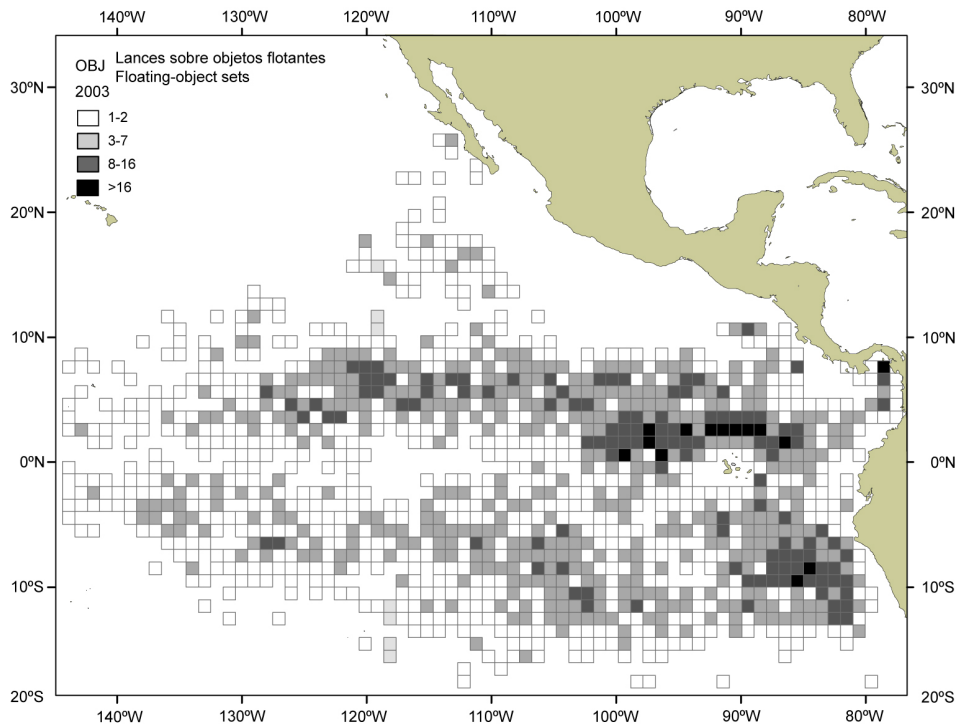 140ºW 130ºW 120ºW 110ºW 100ºW 90ºW 80ºW
OBJ Lances sobre objetos flotantes
Floating-object sets
2003
1-2
3-7
8-16
>16
30ºN 30ºN
20ºN 20ºN
10ºN 10ºN
0ºN 0ºN
10ºS 10ºS
20ºS 20ºS
140ºW 130ºW 120ºW 110ºW 100ºW 90ºW 80ºW